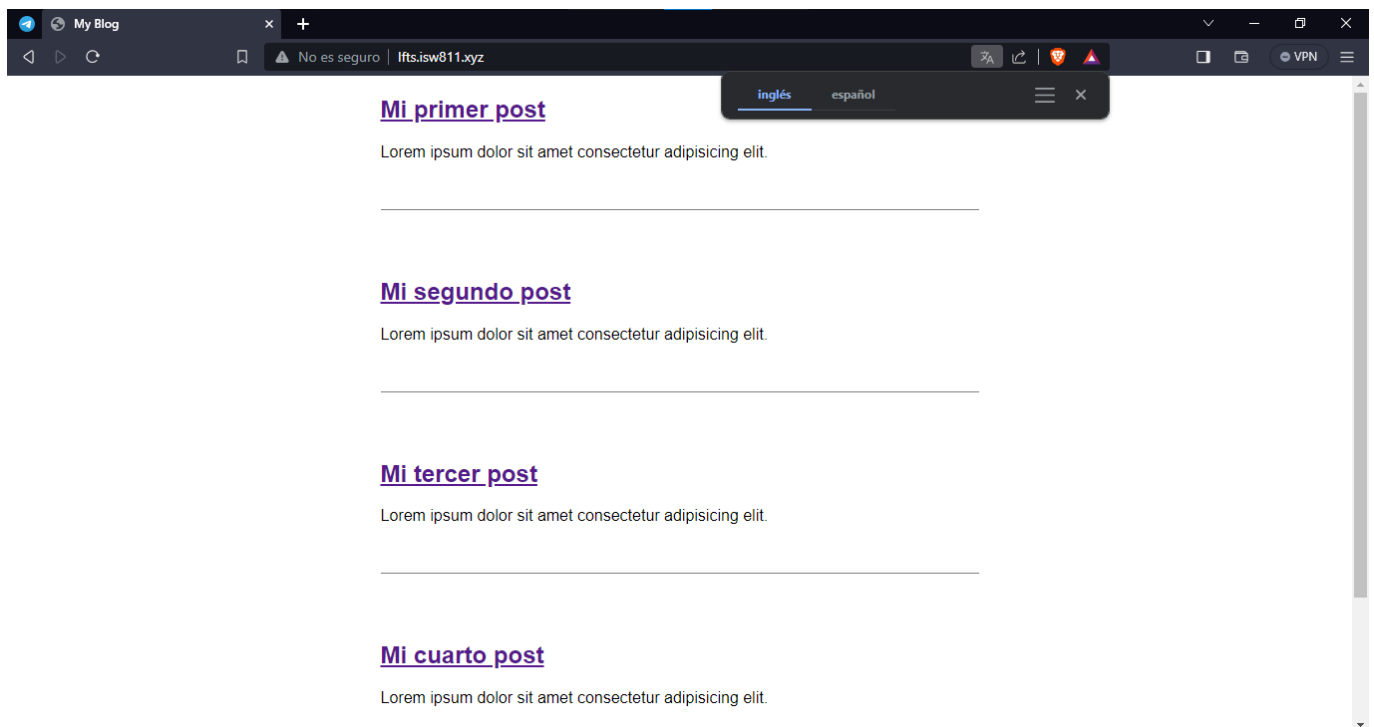 My Blog
No es seguro lfts.isw811.xyz
VPN
inglés español
Mi primer post
Lorem ipsum dolor sit amet consectetur adipisicing elit.
Mi segundo post
Lorem ipsum dolor sit amet consectetur adipisicing elit.
Mi tercer post
Lorem ipsum dolor sit amet consectetur adipisicing elit.
Mi cuarto post
Lorem ipsum dolor sit amet consectetur adipisicing elit.